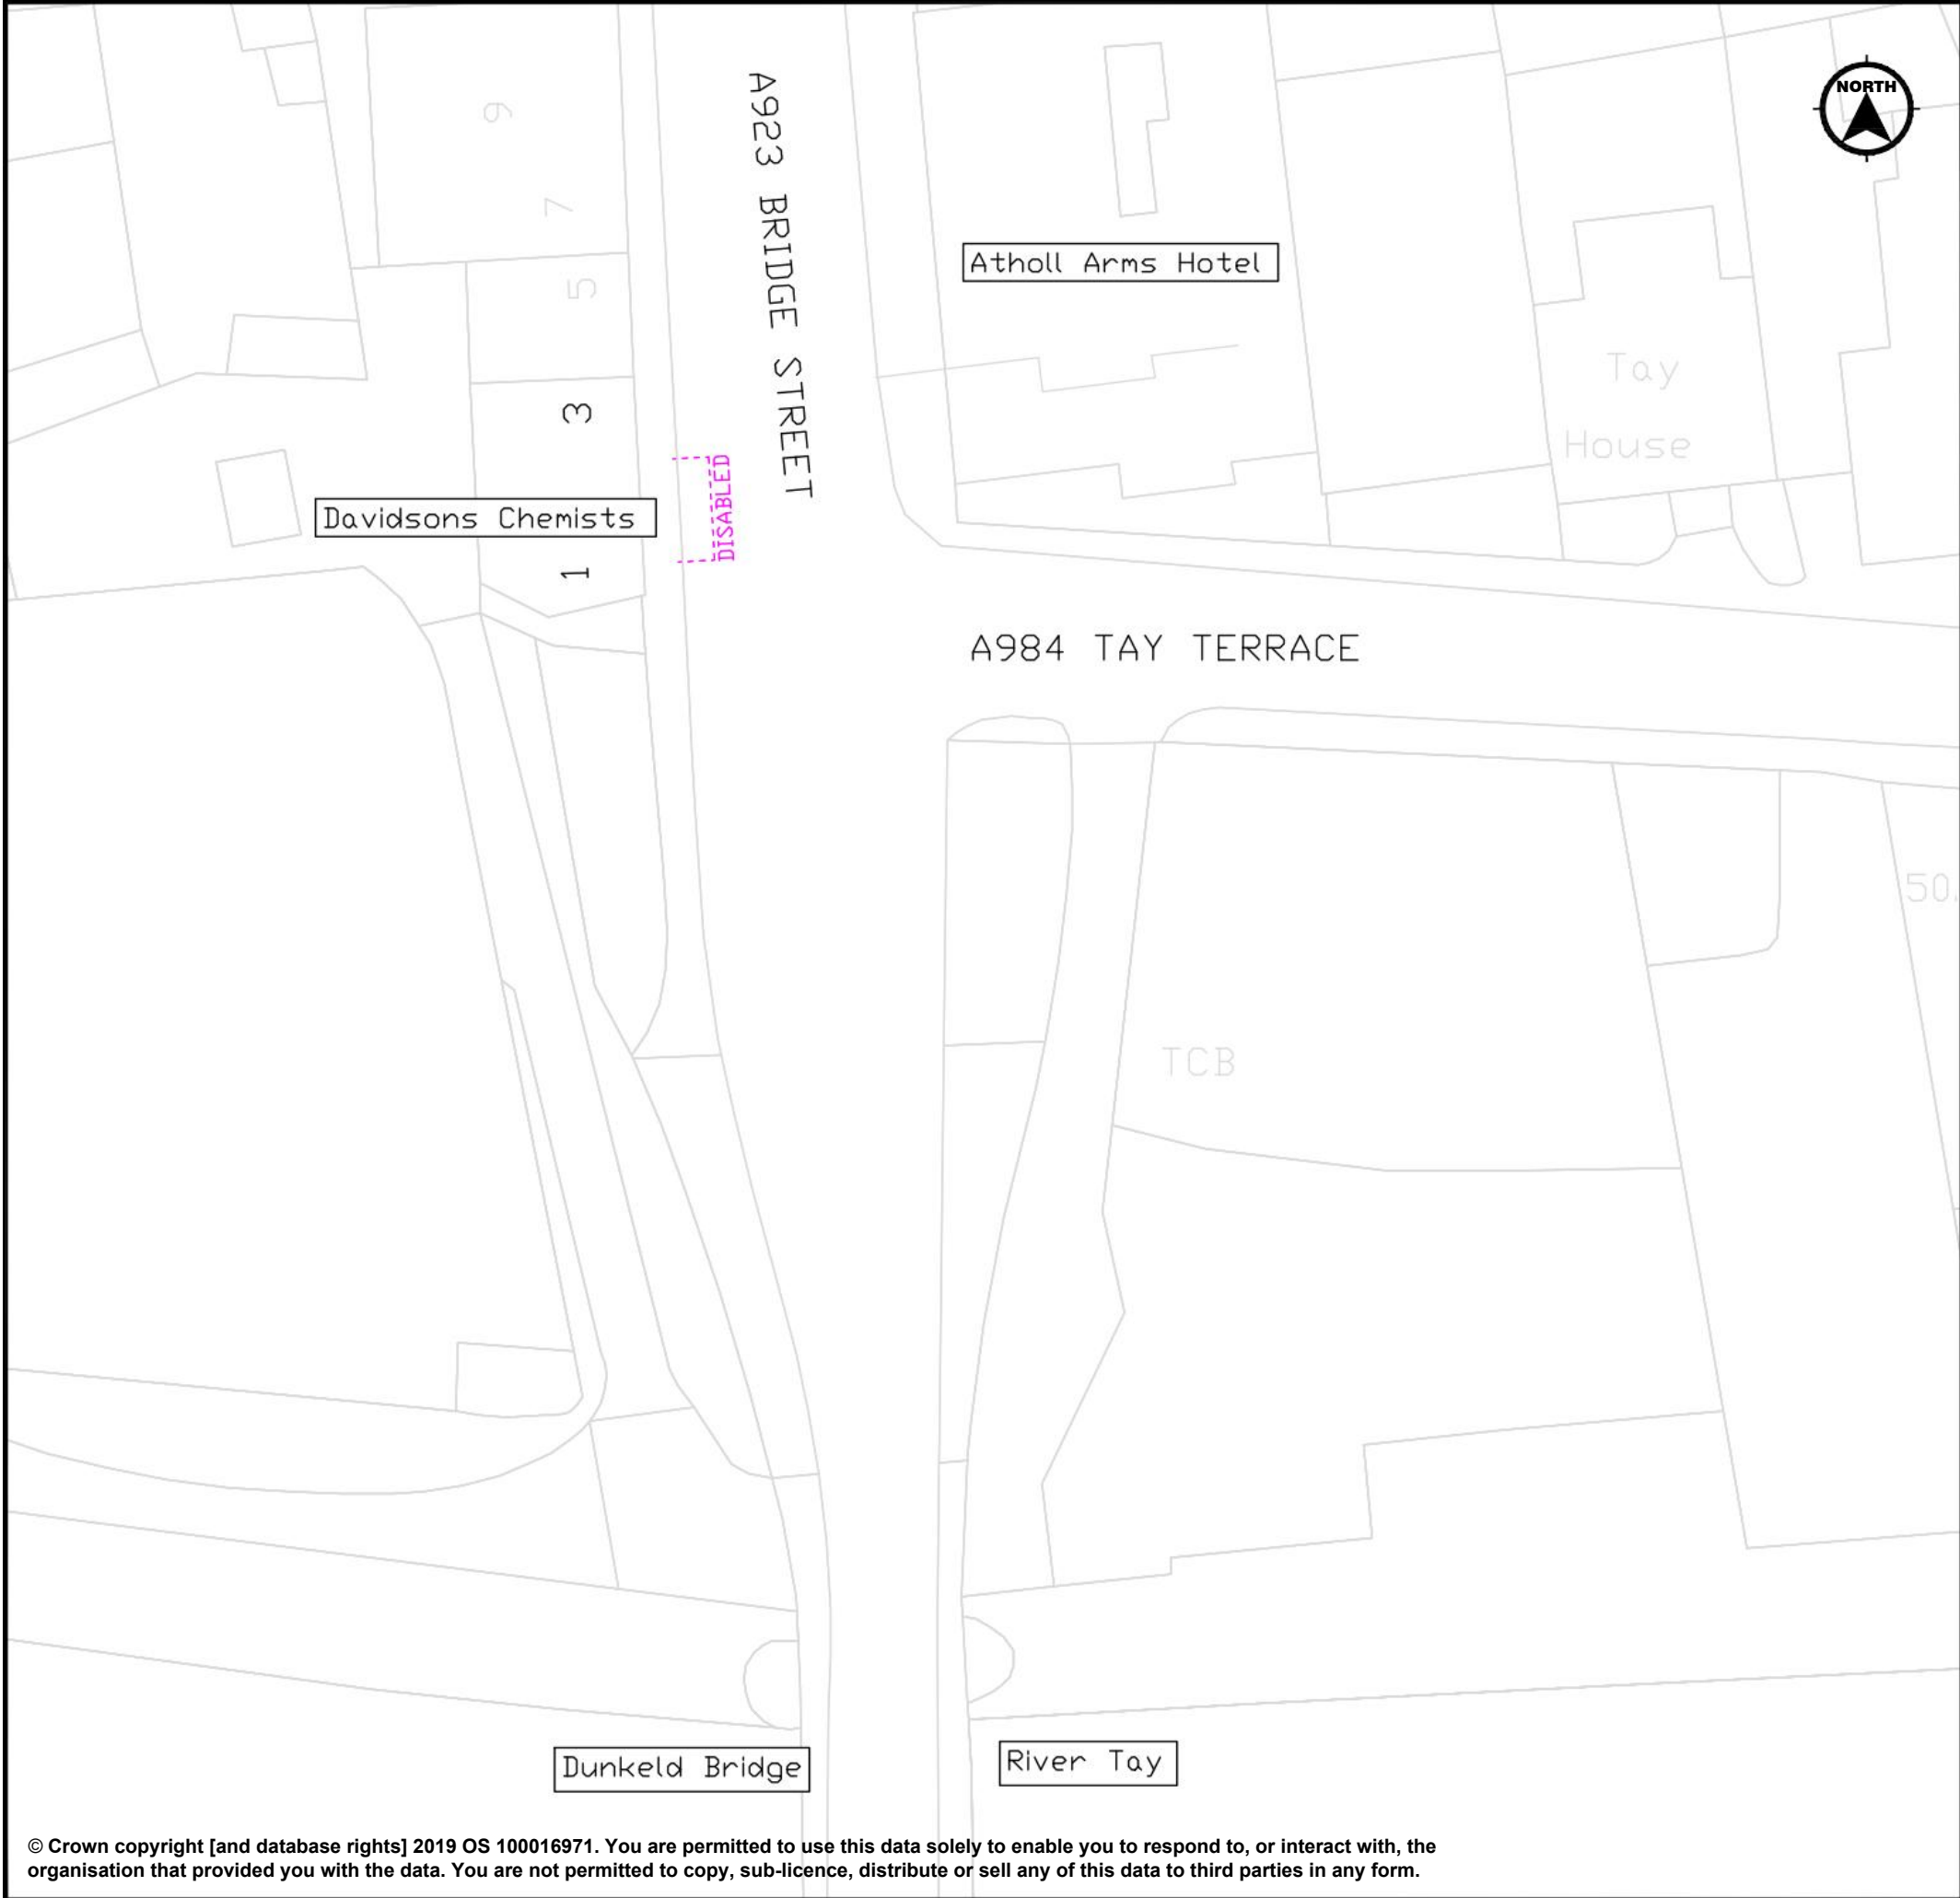 NORTH
A923 BRIDGE STREET
9
7
5
3
1
Atholl Arms Hotel
Tay
House
Davidsons Chemists
DISABLED
A984 TAY TERRACE
50.
TCB
Dunkeld Bridge
River Tay
© Crown copyright [and database rights] 2019 OS 100016971. You are permitted to use this data solely to enable you to respond to, or interact with, the
organisation that provided you with the data. You are not permitted to copy, sub-licence, distribute or sell any of this data to third parties in any form.